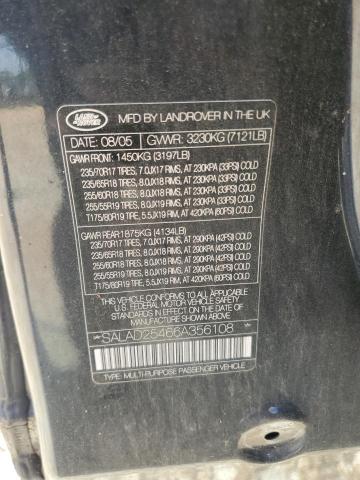 LAND ROVER
MFD BY LANDROVER IN THE UK
DATE: 08/05 GVWR: 3230KG (7121LB)
GAWR FRONT: 1450KG (3197LB)
235/70R17 TIRES, 7.0JX17 RIMS, AT 230KPA (33PSI) COLD
235/65R18 TIRES, 8.0JX18 RIMS, AT 230KPA (33PSI) COLD
255/60R18 TIRES, 8.0JX18 RIMS, AT 230KPA (33PSI) COLD
255/55R19 TIRES, 8.0JX19 RIMS, AT 230KPA (33PSI) COLD
T175/80R19 TIRE, 5.5JX19 RIM, AT 420KPA (60PSI) COLD
GAWR REAR: 1875KG (4134LB)
235/70R17 TIRES, 7.0JX17 RIMS, AT 290KPA (42PSI) COLD
235/65R18 TIRES, 8.0JX18 RIMS, AT 290KPA (42PSI) COLD
255/60R18 TIRES, 8.0JX18 RIMS, AT 290KPA (42PSI) COLD
255/55R19 TIRES, 8.0JX19 RIMS, AT 290KPA (42PSI) COLD
T175/80R19 TIRE, 5.5JX19 RIM, AT 420KPA (60PSI) COLD
THIS VEHICLE CONFORMS TO ALL APPLICABLE
U.S. FEDERAL MOTOR VEHICLE SAFETY STANDARDS
IN EFFECT ON THE DATE OF MANUFACTURE SHOWN ABOVE.
*SALAD25466A356108*
TYPE: MULTI-PURPOSE PASSENGER VEHICLE